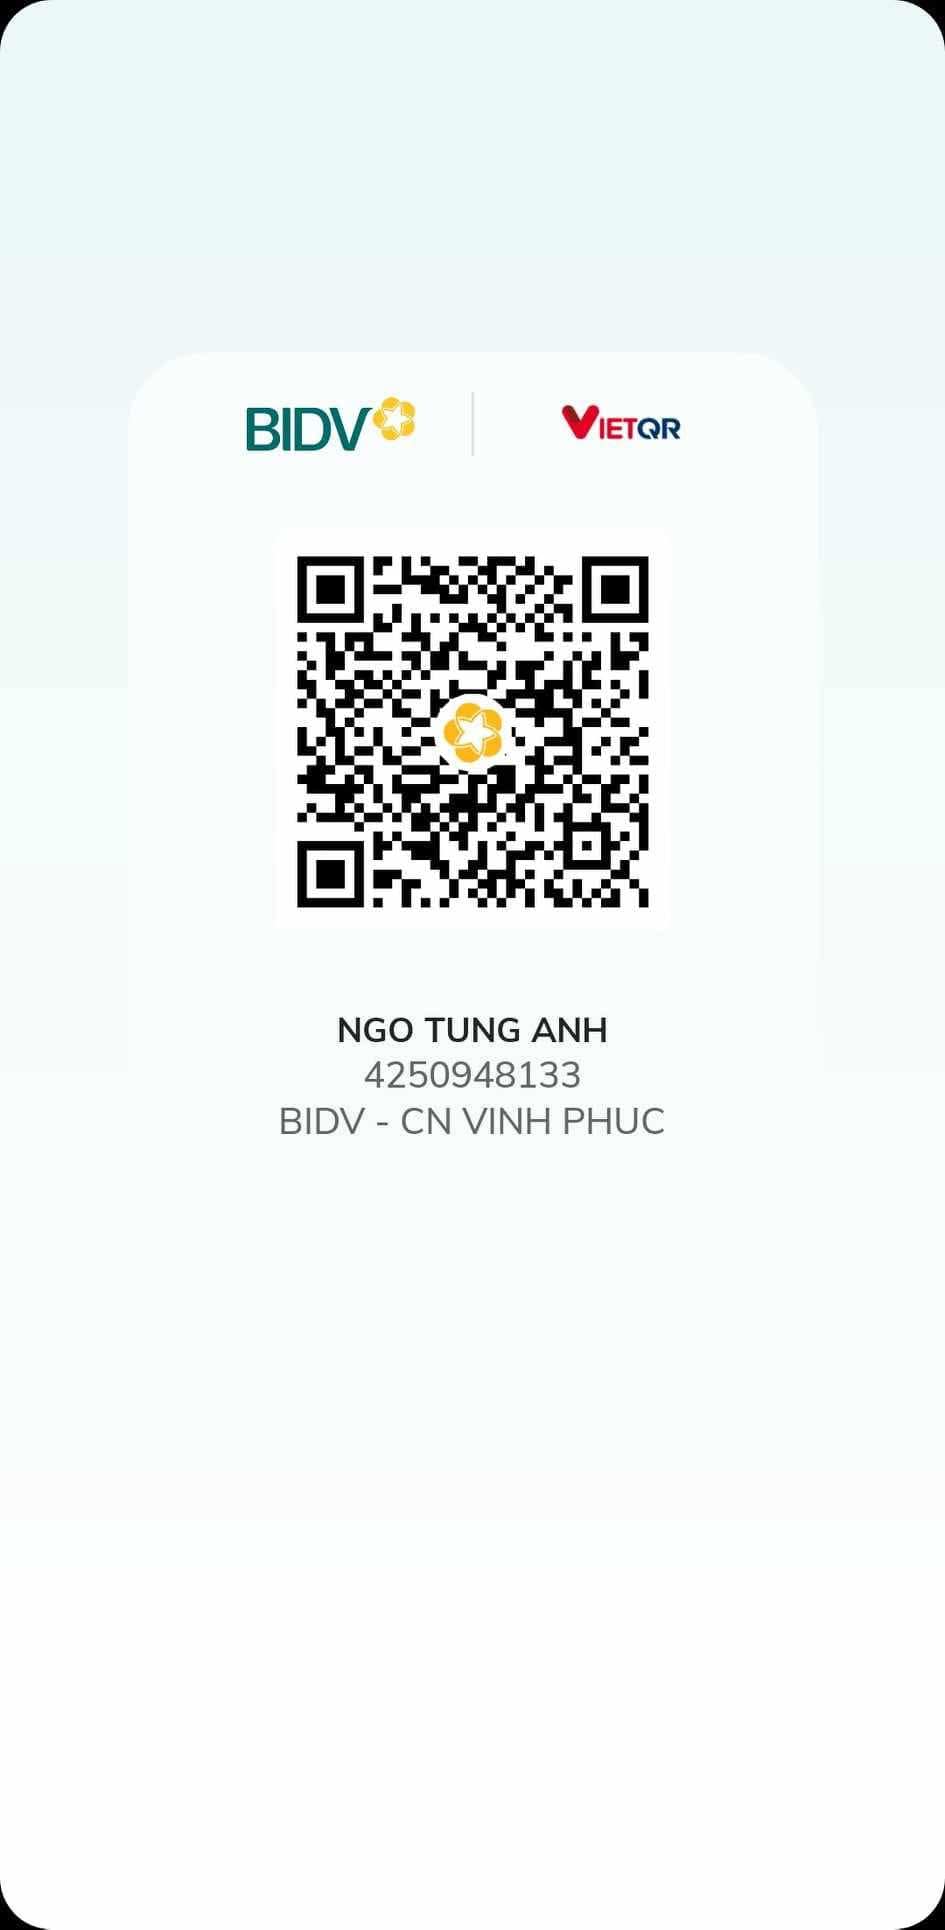 BIDV
VIETQR
NGO TUNG ANH
4250948133
BIDV - CN VINH PHUC